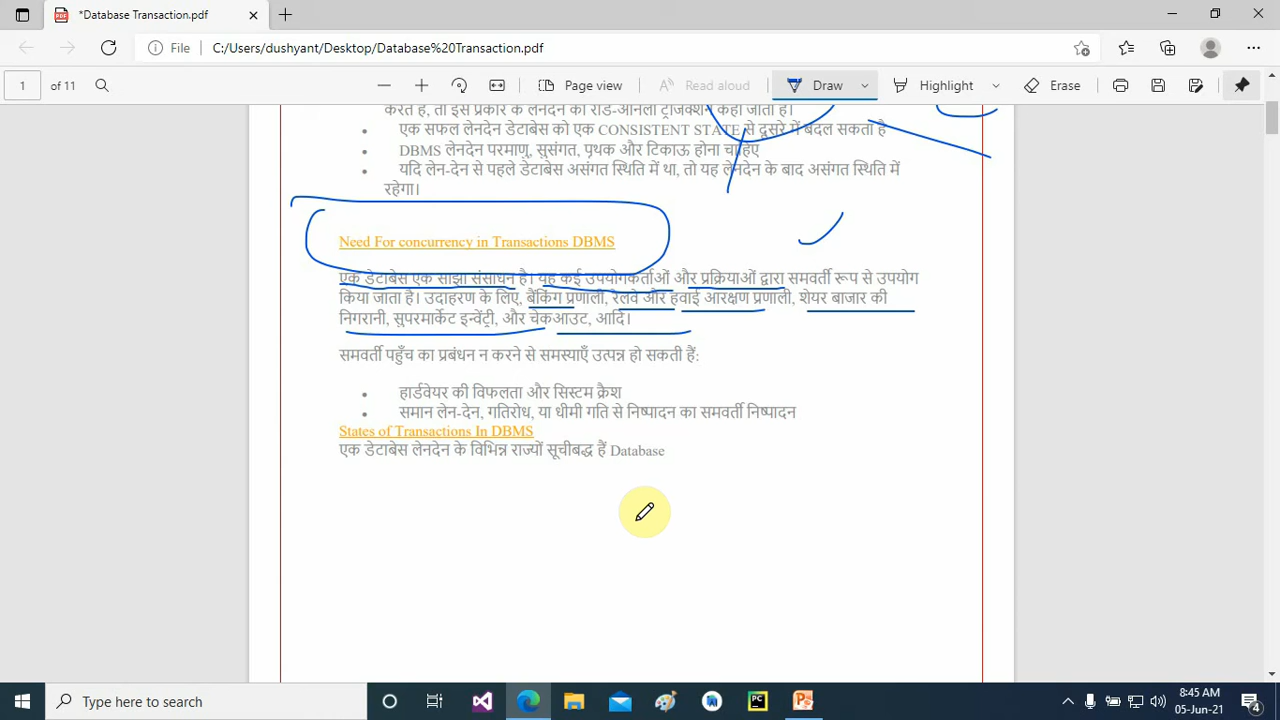 *Database Transaction.pdf
File
C:/Users/dushyant/Desktop/Database%20Transaction.pdf
1
of 11
Page view
Read aloud
Draw
Highlight
Erase
करते हैं, तो इस प्रकार के लेनदेन को
कहा जाता है।
• एक सफल लेनदेन डेटाबेस को एक CONSISTENT STATE से दूसरे में बदल सकता है
• DBMS लेनदेन परमाणु, सुसंगत, पृथक और टिकाऊ होना चाहिए
• यदि लेन-देन से पहले डेटाबेस असंगत स्थिति में था, तो यह लेनदेन के बाद असंगत स्थिति में
रहेगा।
Need For concurrency in Transactions DBMS
एक डेटाबेस एक साझा संसाधन है। यह कई उपयोगकर्ताओं और प्रक्रियाओं द्वारा समवर्ती रूप से उपयोग
किया जाता है। उदाहरण के लिए, बैंकिंग प्रणाली, रेलवे और हवाई आरक्षण प्रणाली, शेयर बाजार की
निगरानी, सुपरमार्केट इन्वेंट्री, और चेकआउट, आदि।
समवर्ती पहुँच का प्रबंधन न करने से समस्याएँ उत्पन्न हो सकती हैं:
• हार्डवेयर की विफलता और सिस्टम क्रैश
• समान लेन-देन, गतिरोध, या धीमी गति से निष्पादन का समवर्ती निष्पादन
States of Transactions In DBMS
एक डेटाबेस लेनदेन के विभिन्न राज्यों सूचीबद्ध हैं Database
Type here to search
8:45 AM
05-Jun-21
4